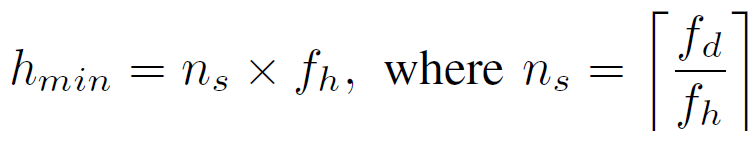 h_{min} = n_s × f_h, where n_s = ⌈f_d / f_h⌉